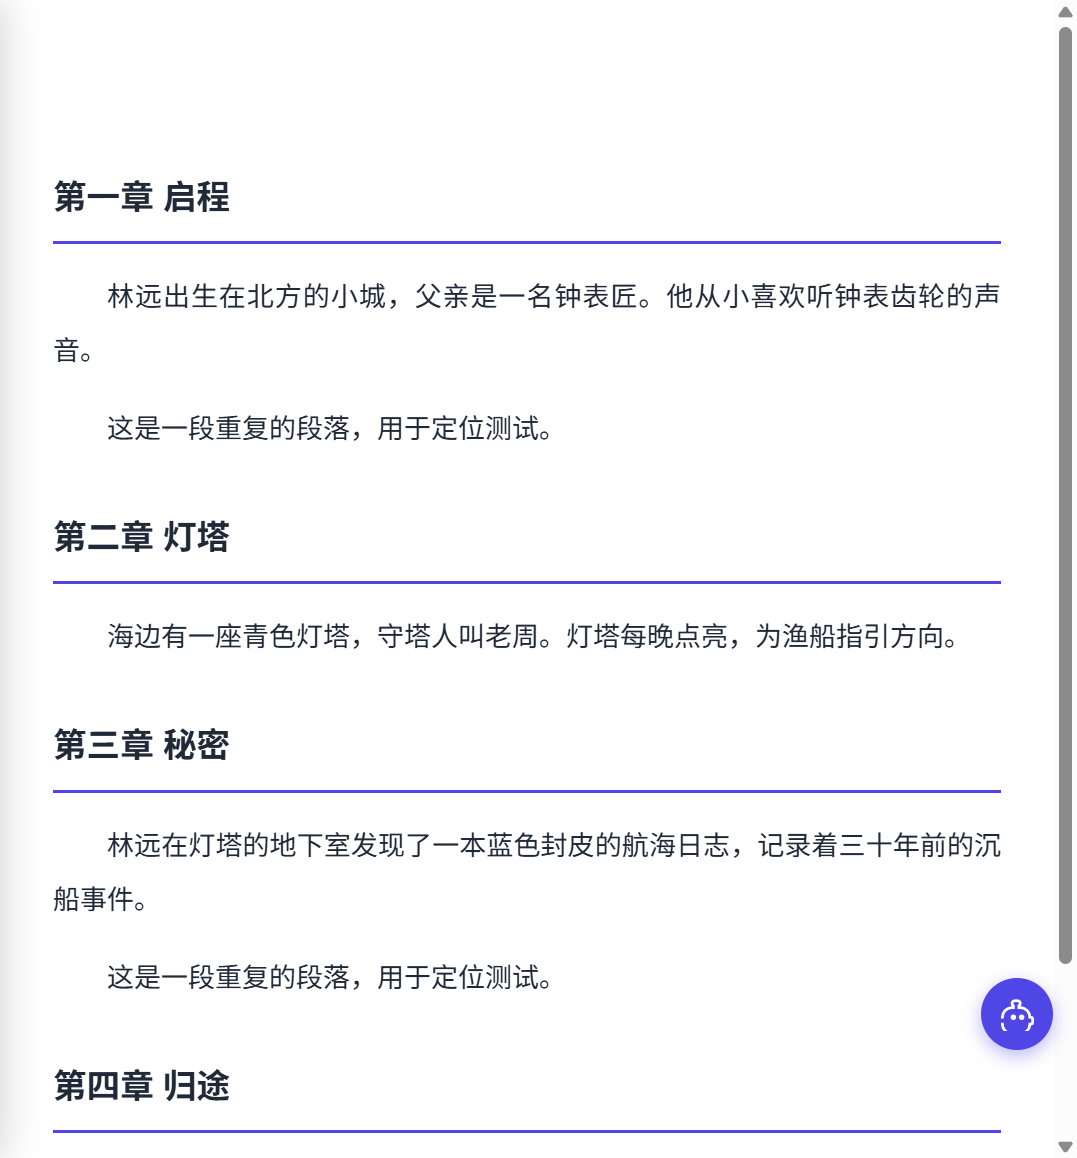 第一章 启程
林远出生在北方的小城，父亲是一名钟表匠。他从小喜欢听钟表齿轮的声
音。
这是一段重复的段落，用于定位测试。
第二章 灯塔
海边有一座青色灯塔，守塔人叫老周。灯塔每晚点亮，为渔船指引方向。
第三章 秘密
林远在灯塔的地下室发现了一本蓝色封皮的航海日志，记录着三十年前的沉
船事件。
这是一段重复的段落，用于定位测试。
第四章 归途